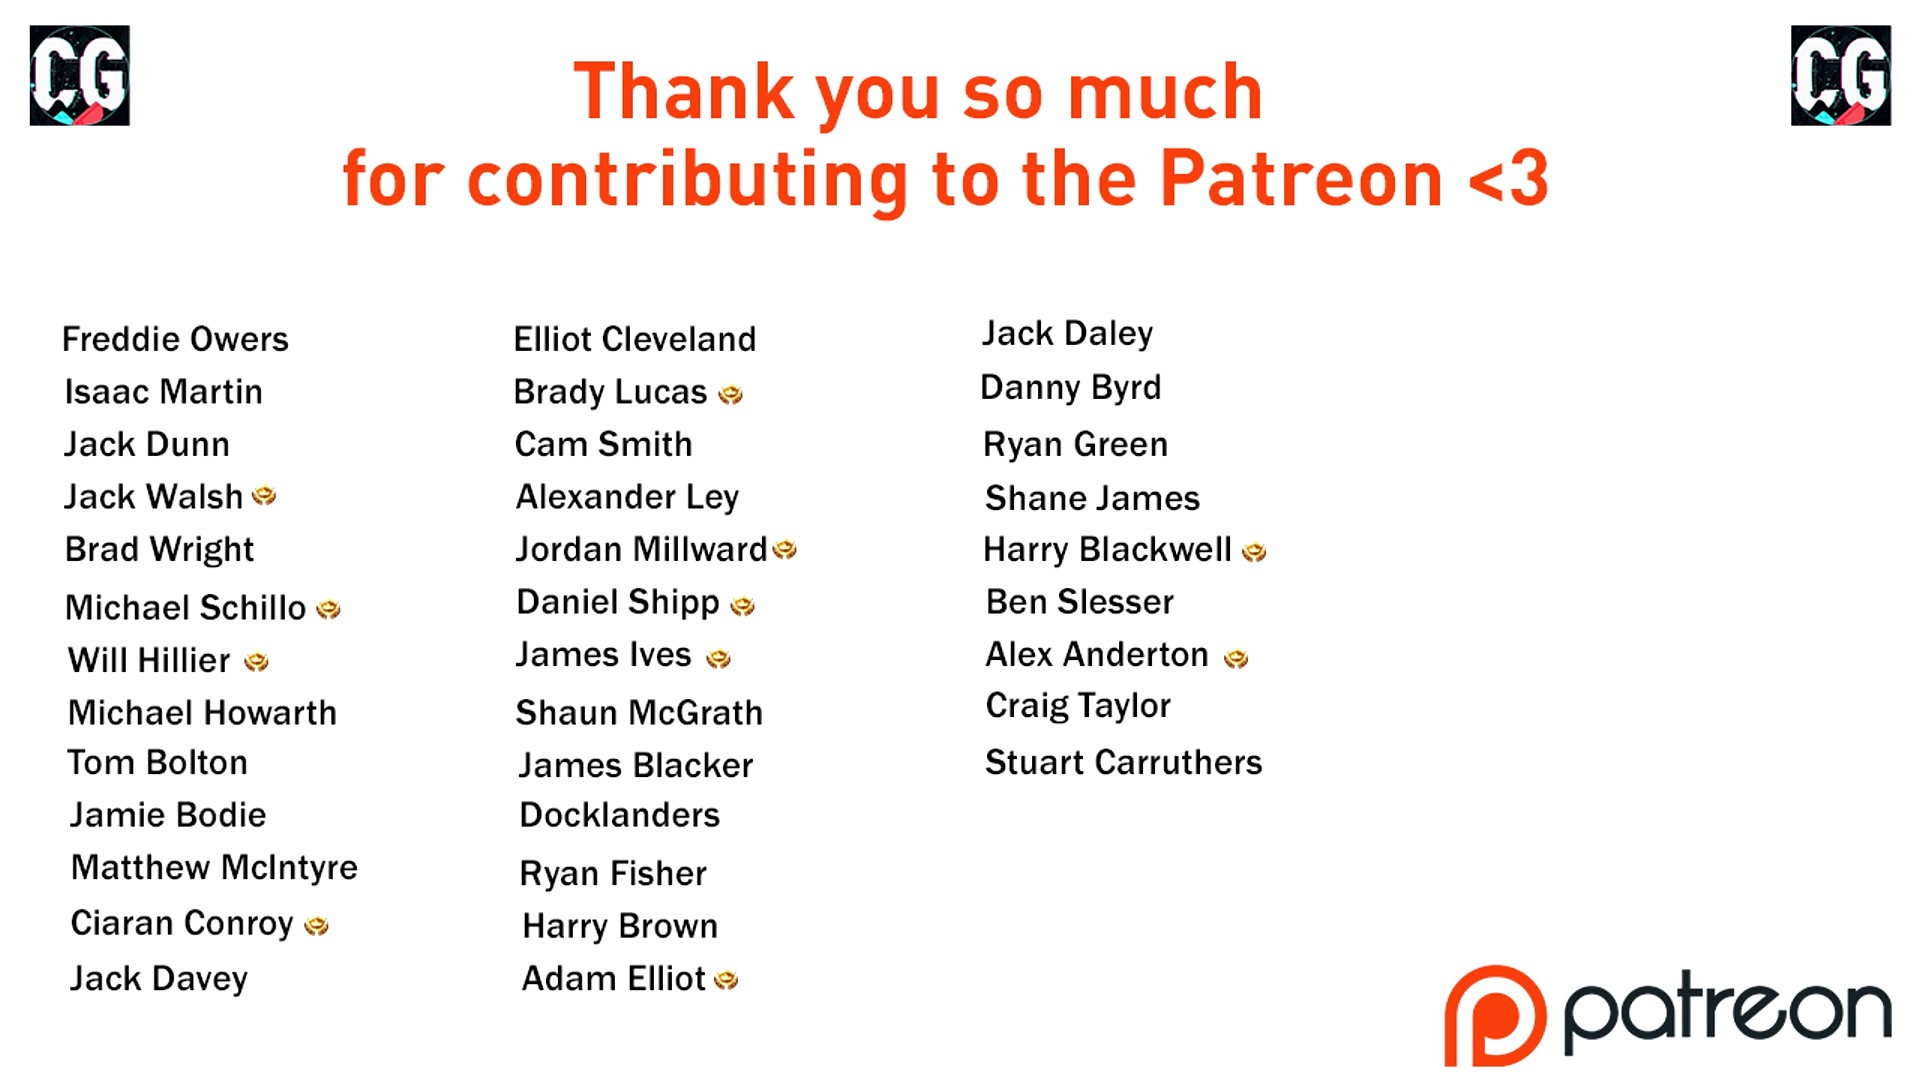 CG
CG
Thank you so much
for contributing to the Patreon <3
Freddie Owers
Isaac Martin
Jack Dunn
Jack Walsh
Brad Wright
Michael Schillo
Will Hillier
Michael Howarth
Tom Bolton
Jamie Bodie
Matthew McIntyre
Ciaran Conroy
Jack Davey
Elliot Cleveland
Brady Lucas
Cam Smith
Alexander Ley
Jordan Millward
Daniel Shipp
James Ives
Shaun McGrath
James Blacker
Docklanders
Ryan Fisher
Harry Brown
Adam Elliot
Jack Daley
Danny Byrd
Ryan Green
Shane James
Harry Blackwell
Ben Slesser
Alex Anderton
Craig Taylor
Stuart Carruthers
patreon